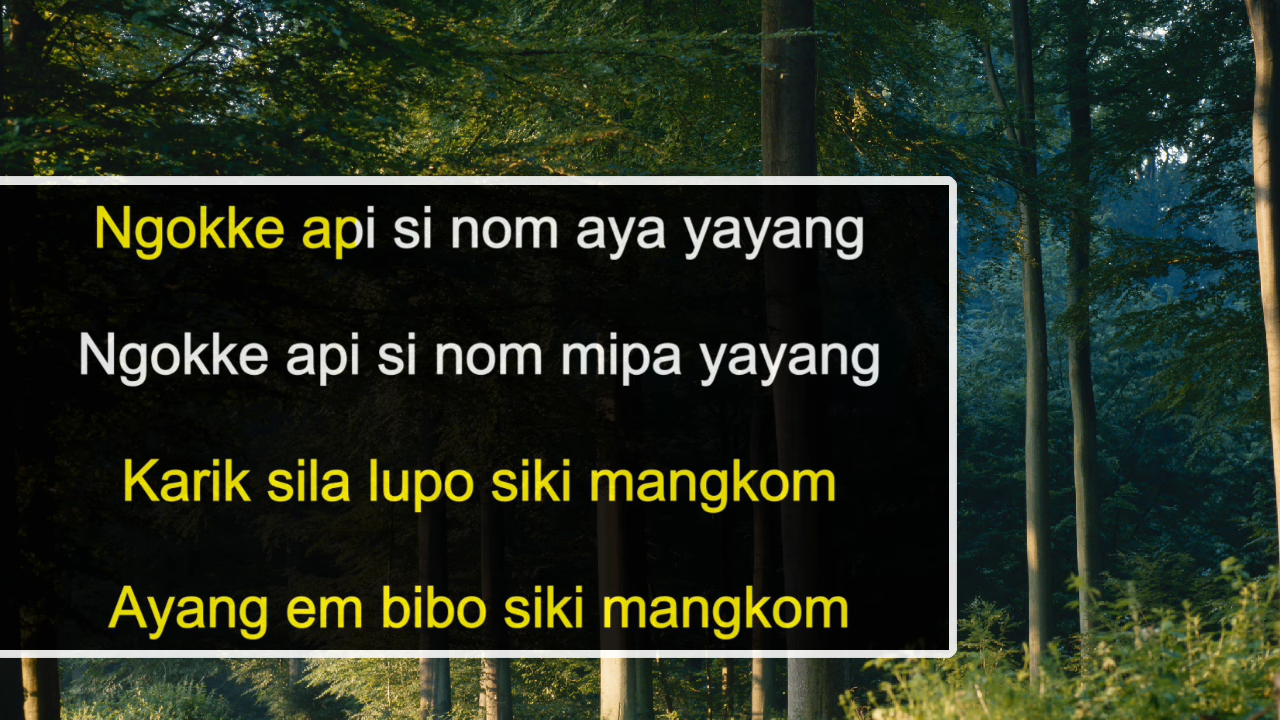 Ngokke api si nom aya yayang
Ngokke api si nom mipa yayang
Karik sila lupo siki mangkom
Ayang em bibo siki mangkom